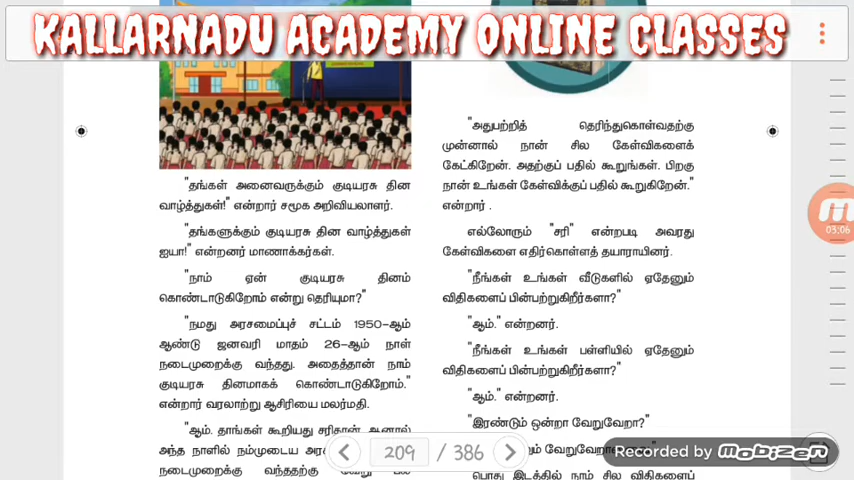 KALLARNADU ACADEMY ONLINE CLASSES
"தங்கள் அனைவருக்கும் குடியரசு தின
வாழ்த்துகள்!" என்றார் சமூக அறிவியலாளர்.
"தங்களுக்கும் குடியரசு தின வாழ்த்துகள்
ஐயா!" என்றனர் மாணாக்கர்கள்.
"நாம் ஏன் குடியரசு தினம்
கொண்டாடுகிறோம் என்று தெரியுமா?"
"நமது அரசமைப்புச் சட்டம் 1950-ஆம்
ஆண்டு ஜனவரி மாதம் 26-ஆம் நாள்
நடைமுறைக்கு வந்தது. அதைத்தான் நாம்
குடியரசு தினமாகக் கொண்டாடுகிறோம்."
என்றார் வரலாற்று ஆசிரியை மலர்மதி.
"ஆம். தாங்கள் கூறியது சரிதான். ஆனால்
அந்த நாளில் நம்முடைய
நடைமுறைக்கு வந்ததற்கு வேறு பல
"அதுபற்றித் தெரிந்துகொள்வதற்கு
முன்னால் நான் சில கேள்விகளைக்
கேட்கிறேன். அதற்குப் பதில் கூறுங்கள். பிறகு
நான் உங்கள் கேள்விக்குப் பதில் கூறுகிறேன்."
என்றார் .
எல்லோரும் "சரி" என்றபடி அவரது
கேள்விகளை எதிர்கொள்ளத் தயாராயினர்.
"நீங்கள் உங்கள் வீடுகளில் ஏதேனும்
விதிகளைப் பின்பற்றுகிறீர்களா?"
"ஆம்." என்றனர்.
"நீங்கள் உங்கள் பள்ளியில் ஏதேனும்
விதிகளைப் பின்பற்றுகிறீர்களா?"
"ஆம்." என்றனர்.
"இரண்டும் ஒன்றா வேறுவேறா?"
பொது இடத்தில் நாம் சில விதிகளைப்
209 / 386
03:06
Recorded by mobizen